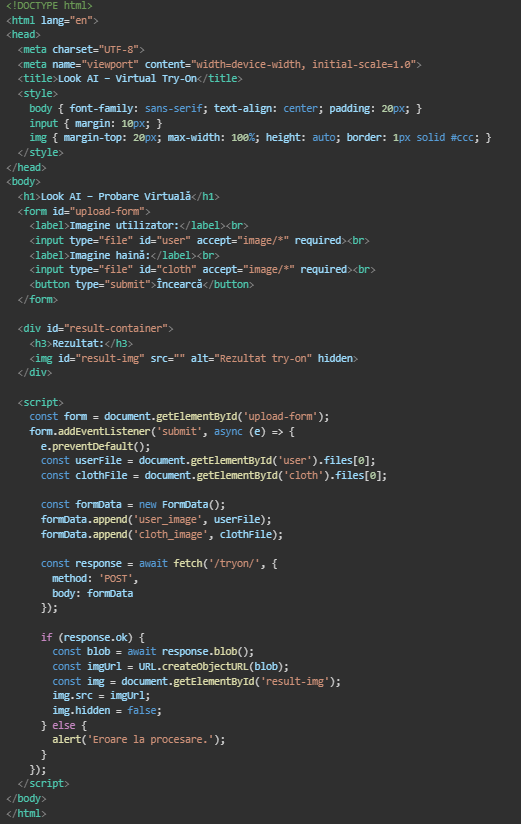 <!DOCTYPE html>
<html lang="en">
<head>
  <meta charset="UTF-8">
  <meta name="viewport" content="width=device-width, initial-scale=1.0">
  <title>Look AI – Virtual Try-On</title>
  <style>
    body { font-family: sans-serif; text-align: center; padding: 20px; }
    input { margin: 10px; }
    img { margin-top: 20px; max-width: 100%; height: auto; border: 1px solid #ccc; }
  </style>
</head>
<body>
  <h1>Look AI – Probare Virtuală</h1>
  <form id="upload-form">
    <label>Imagine utilizator:</label><br>
    <input type="file" id="user" accept="image/*" required><br>
    <label>Imagine haină:</label><br>
    <input type="file" id="cloth" accept="image/*" required><br>
    <button type="submit">Încearcă</button>
  </form>

  <div id="result-container">
    <h3>Rezultat:</h3>
    <img id="result-img" src="" alt="Rezultat try-on" hidden>
  </div>

  <script>
    const form = document.getElementById('upload-form');
    form.addEventListener('submit', async (e) => {
      e.preventDefault();
      const userFile = document.getElementById('user').files[0];
      const clothFile = document.getElementById('cloth').files[0];

      const formData = new FormData();
      formData.append('user_image', userFile);
      formData.append('cloth_image', clothFile);

      const response = await fetch('/tryon/', {
        method: 'POST',
        body: formData
      });

      if (response.ok) {
        const blob = await response.blob();
        const imgUrl = URL.createObjectURL(blob);
        const img = document.getElementById('result-img');
        img.src = imgUrl;
        img.hidden = false;
      } else {
        alert('Eroare la procesare.');
      }
    });
  </script>
</body>
</html>